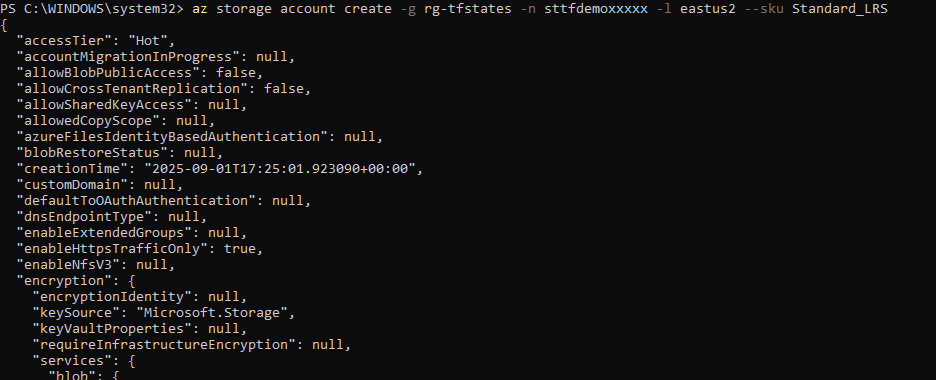 PS C:\WINDOWS\system32> az storage account create -g rg-tfstates -n sttfdemoxxxxx -l eastus2 --sku Standard_LRS
{
  "accessTier": "Hot",
  "accountMigrationInProgress": null,
  "allowBlobPublicAccess": false,
  "allowCrossTenantReplication": false,
  "allowSharedKeyAccess": null,
  "allowedCopyScope": null,
  "azureFilesIdentityBasedAuthentication": null,
  "blobRestoreStatus": null,
  "creationTime": "2025-09-01T17:25:01.923090+00:00",
  "customDomain": null,
  "defaultToOAuthAuthentication": null,
  "dnsEndpointType": null,
  "enableExtendedGroups": null,
  "enableHttpsTrafficOnly": true,
  "enableNfsV3": null,
  "encryption": {
    "encryptionIdentity": null,
    "keySource": "Microsoft.Storage",
    "keyVaultProperties": null,
    "requireInfrastructureEncryption": null,
    "services": {
      "blob": {